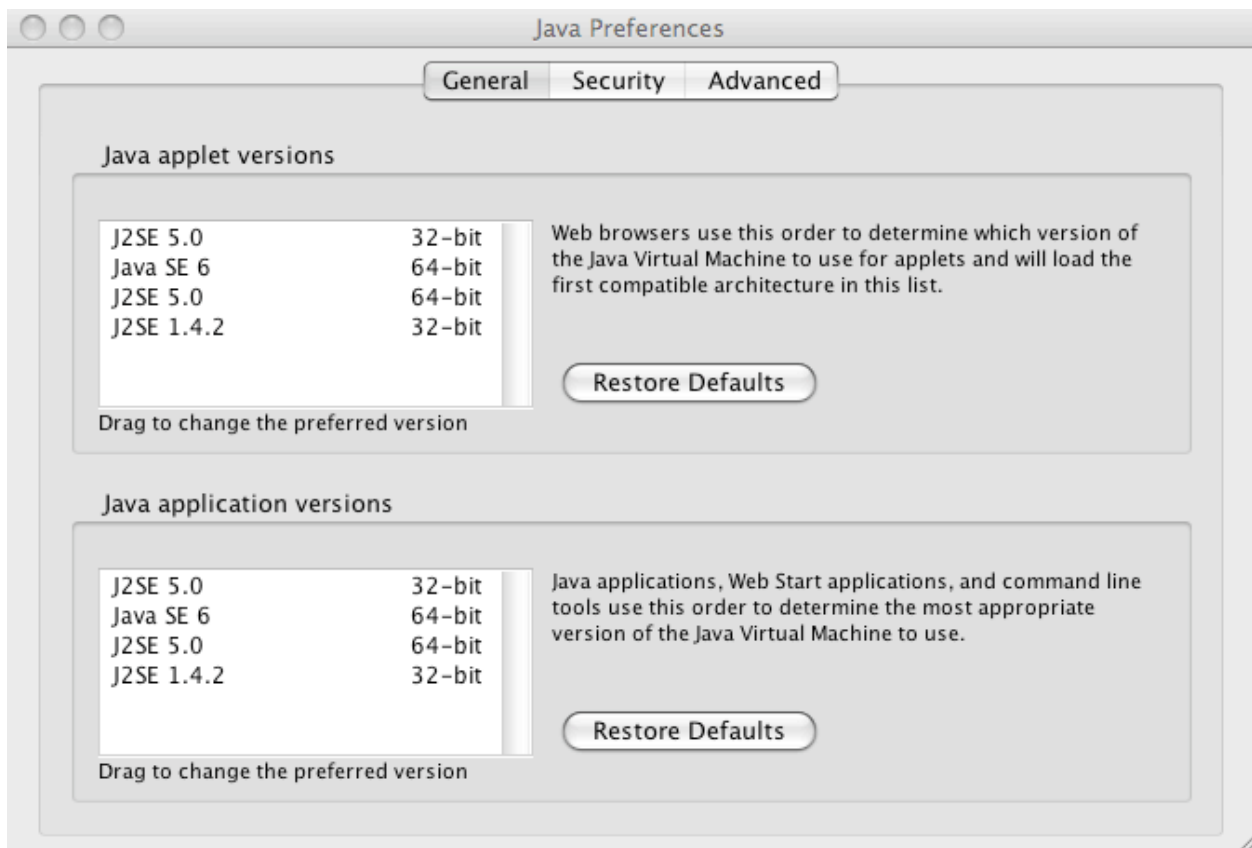 Java Preferences
General Security Advanced
Java applet versions
J2SE 5.0 32-bit
Java SE 6 64-bit
J2SE 5.0 64-bit
J2SE 1.4.2 32-bit
Web browsers use this order to determine which version of
the Java Virtual Machine to use for applets and will load the
first compatible architecture in this list.
Restore Defaults
Drag to change the preferred version
Java application versions
J2SE 5.0 32-bit
Java SE 6 64-bit
J2SE 5.0 64-bit
J2SE 1.4.2 32-bit
Java applications, Web Start applications, and command line
tools use this order to determine the most appropriate
version of the Java Virtual Machine to use.
Restore Defaults
Drag to change the preferred version